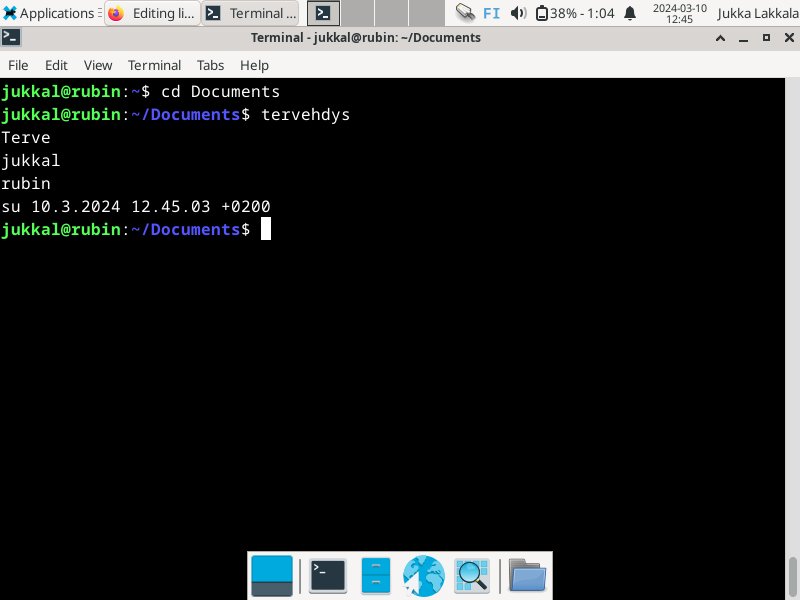 Applications Editing li... Terminal ... FI 38% - 1:04 2024-03-10 12:45 Jukka Lakkala
Terminal - jukkal@rubin: ~/Documents
File Edit View Terminal Tabs Help
jukkal@rubin:~$ cd Documents
jukkal@rubin:~/Documents$ tervehdys
Terve
jukkal
rubin
su 10.3.2024 12.45.03 +0200
jukkal@rubin:~/Documents$